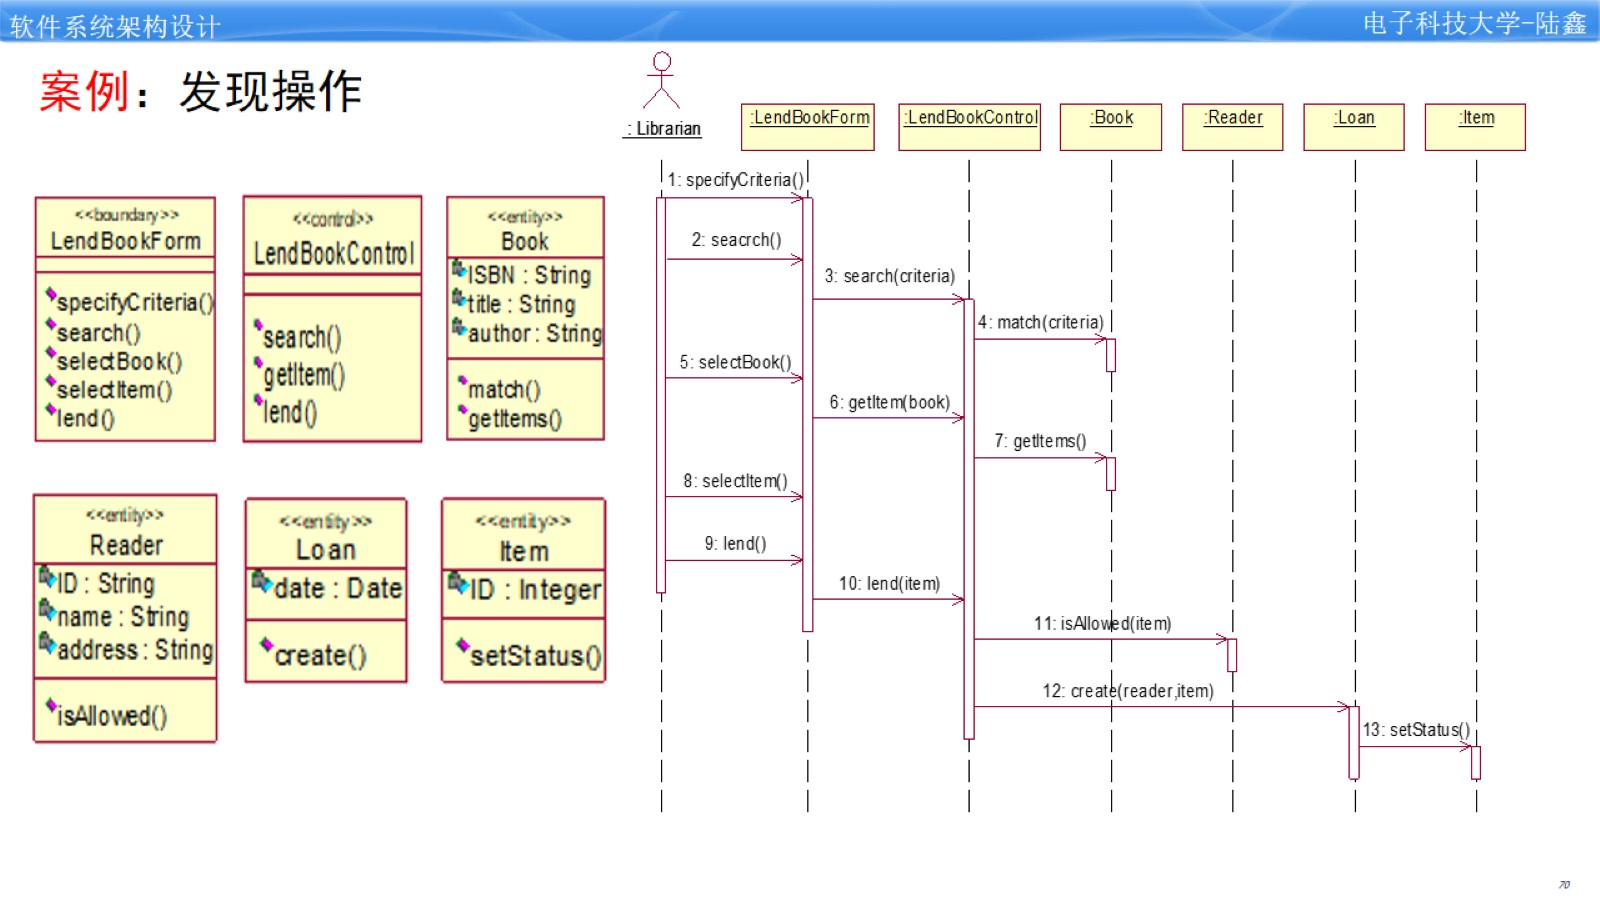 软件系统架构设计
电子科技大学-陆鑫
案例：发现操作
<<boundary>>
LendBookForm
specifyCriteria()
search()
selectBook()
selectItem()
lend()
<<control>>
LendBookControl
search()
getItem()
lend()
<<entity>>
Book
ISBN : String
title : String
author : String
match()
getItems()
<<entity>>
Reader
ID : String
name : String
address : String
isAllowed()
<<entity>>
Loan
date : Date
create()
<<entity>>
Item
ID : Integer
setStatus()
: Librarian
:LendBookForm
:LendBookControl
:Book
:Reader
:Loan
:Item
1: specifyCriteria()
2: seacrch()
3: search(criteria)
4: match(criteria)
5: selectBook()
6: getItem(book)
7: getItems()
8: selectItem()
9: lend()
10: lend(item)
11: isAllowed(item)
12: create(reader,item)
13: setStatus()
70